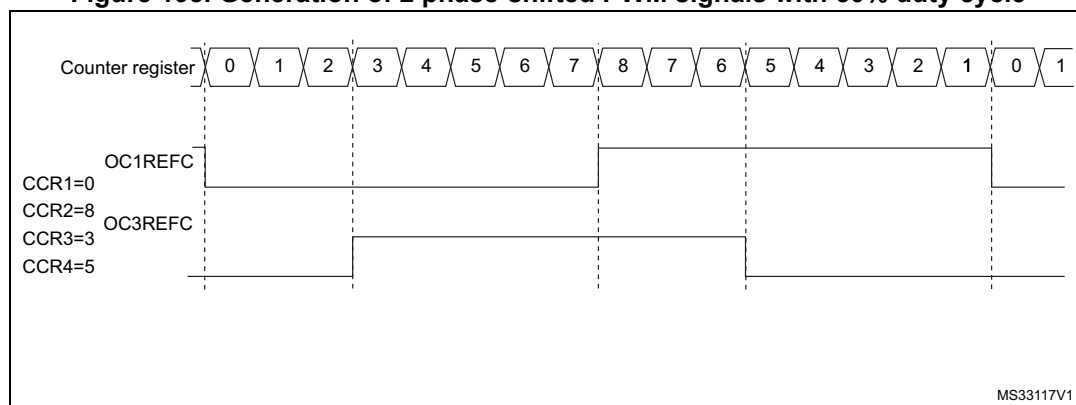 Figure Generation of 2 phase-shifted PWM signals with 50% duty cycle
Counter register 0 1 2 3 4 5 6 7 8 7 6 5 4 3 2 1 0 1
OC1REFC
CCR1=0
CCR2=8
OC3REFC
CCR3=3
CCR4=5
MS33117V1